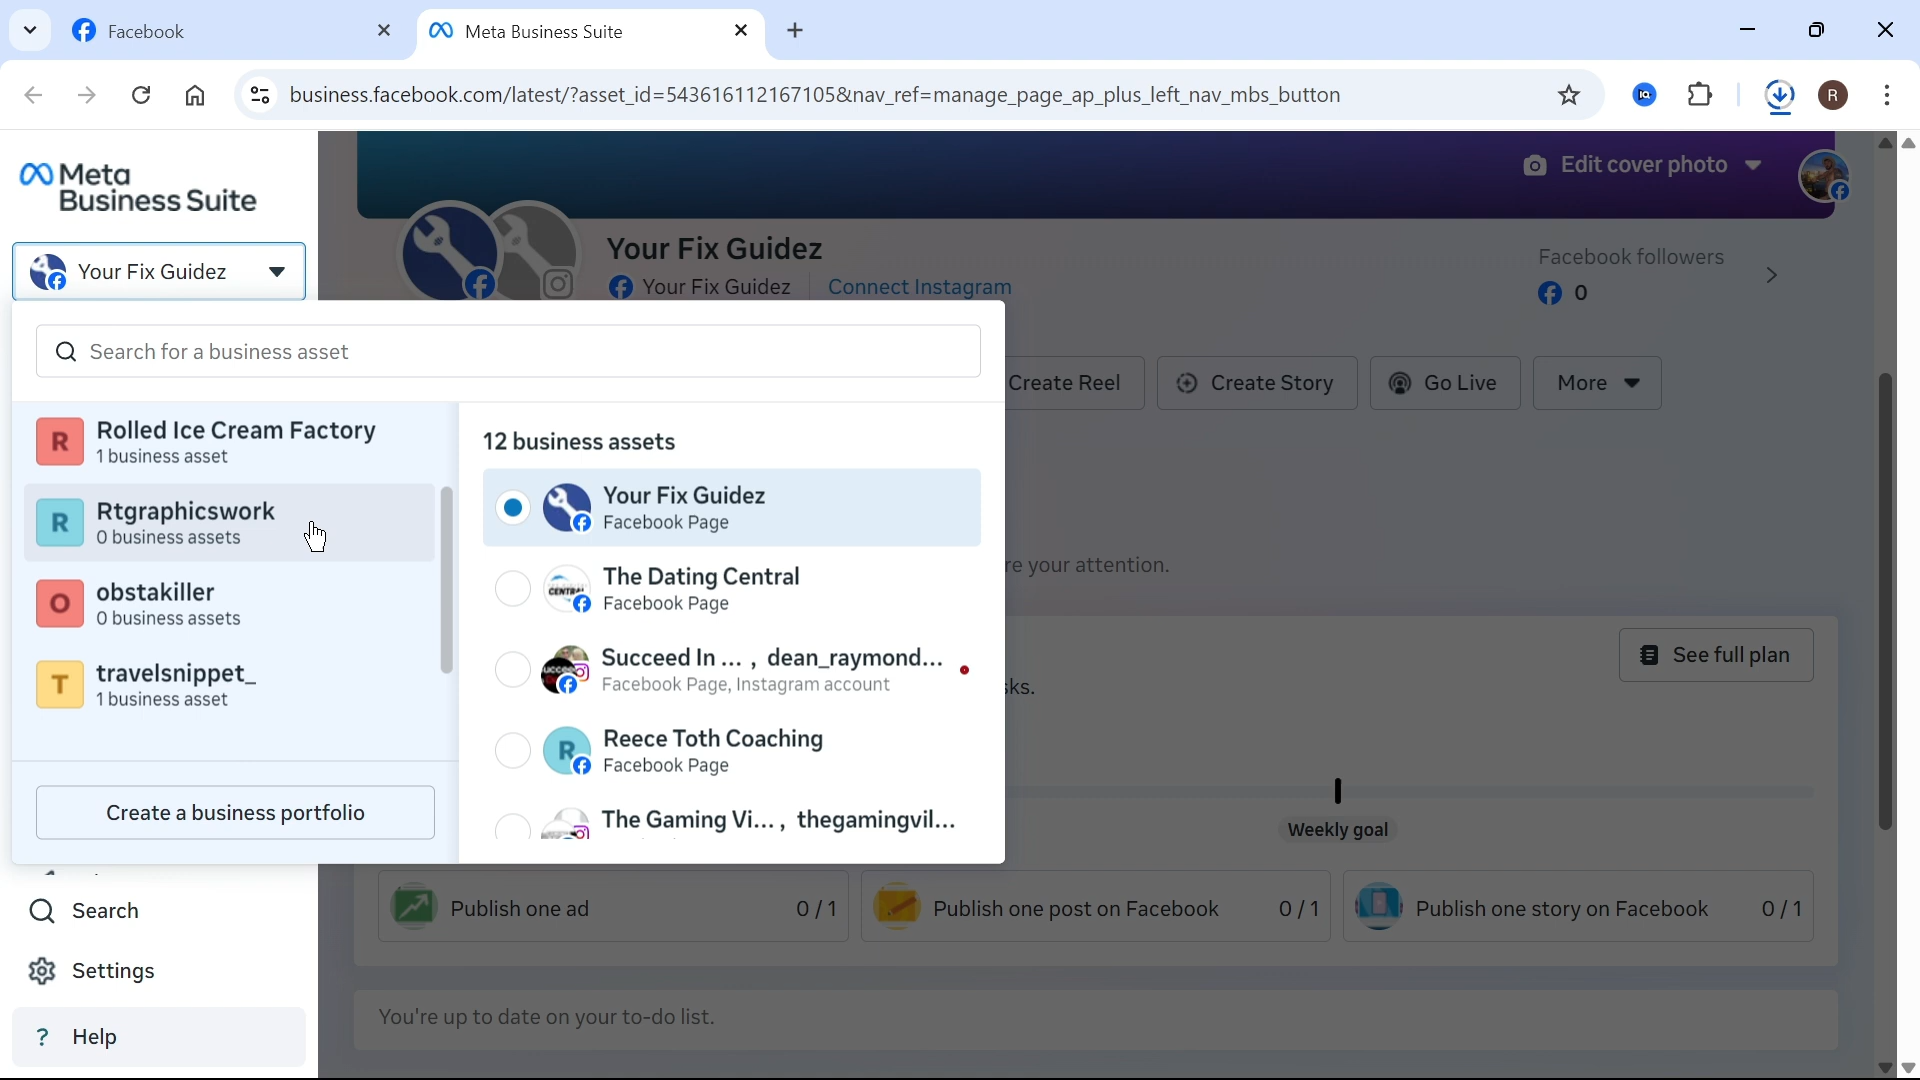 Facebook
Meta Business Suite
business.facebook.com/latest/?asset_id=543616112167105&nav_ref=manage_page_ap_plus_left_nav_mbs_button
R
Meta
Business Suite
Edit cover photo
Your Fix Guidez
Your Fix Guidez
Your Fix Guidez
Connect Instagram
Facebook followers
0
Search for a business asset
Create Reel
Create Story
Go Live
More
R
Rolled Ice Cream Factory
1 business asset
R
Rtgraphicswork
0 business assets
O
obstakiller
0 business assets
T
travelsnippet_
1 business asset
Create a business portfolio
12 business assets
Your Fix Guidez
Facebook Page
CENTRAL
The Dating Central
Facebook Page
Succeed In ... , dean_raymond...
Facebook Page, Instagram account
R
Reece Toth Coaching
Facebook Page
The Gaming Vi... , thegamingvil...
re your attention.
See full plan
ks.
Weekly goal
Publish one ad
0/1
Publish one post on Facebook
0/1
Publish one story on Facebook
0/1
You're up to date on your to-do list.
Search
Settings
? Help